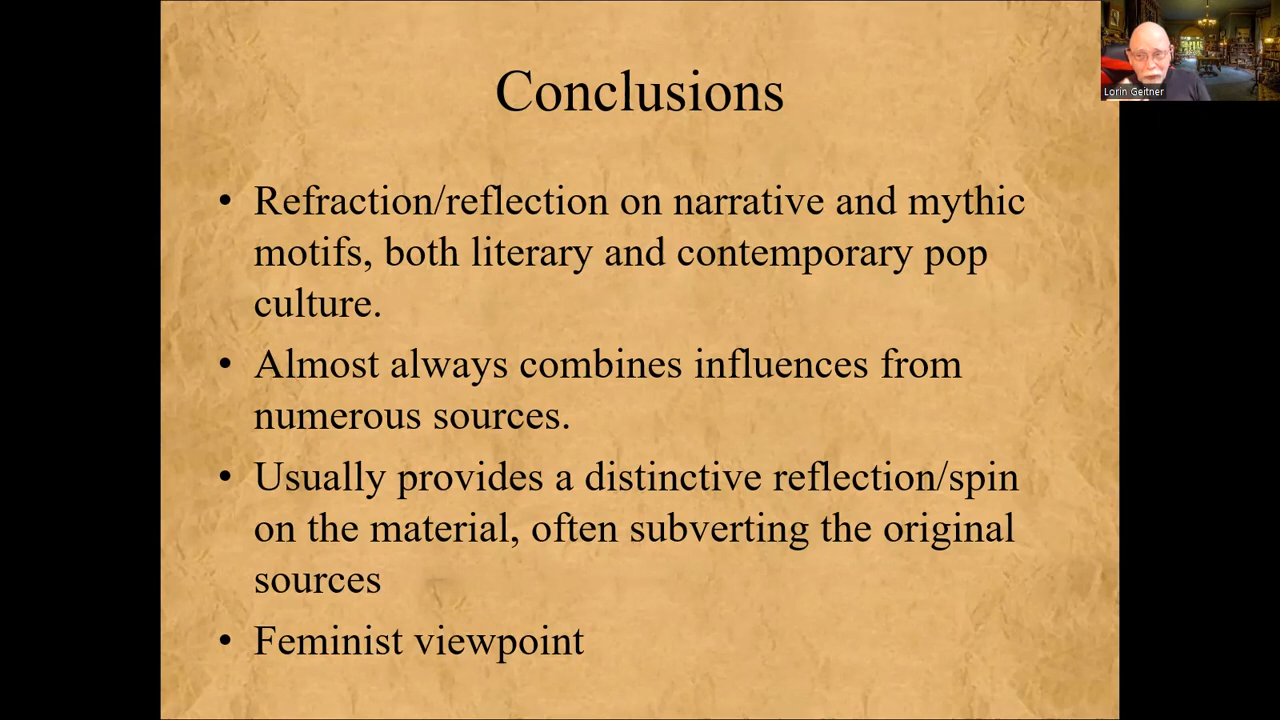 Conclusions
• Refraction/reflection on narrative and mythic
motifs, both literary and contemporary pop
culture.
• Almost always combines influences from
numerous sources.
• Usually provides a distinctive reflection/spin
on the material, often subverting the original
sources
• Feminist viewpoint
Lorin Geitner